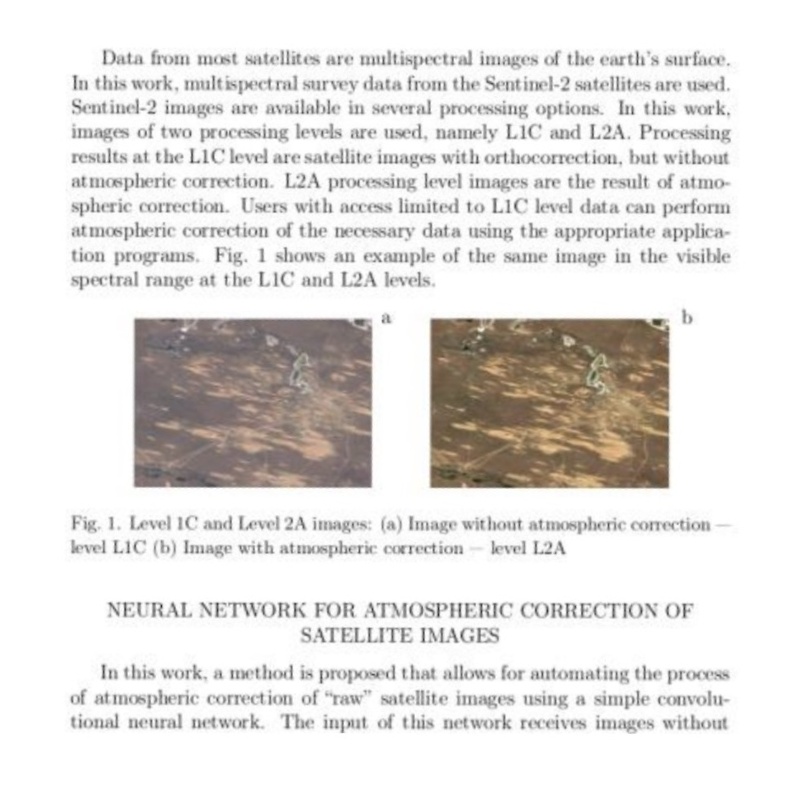 Data from most satellites are multispectral images of the earth's surface.
In this work, multispectral survey data from the Sentinel-2 satellites are used.
Sentinel-2 images are available in several processing options. In this work,
images of two processing levels are used, namely L1C and L2A. Processing
results at the L1C level are satellite images with orthocorrection, but without
atmospheric correction. L2A processing level images are the result of atmo-
spheric correction. Users with access limited to L1C level data can perform
atmospheric correction of the necessary data using the appropriate applica-
tion programs. Fig. 1 shows an example of the same image in the visible
spectral range at the L1C and L2A levels.
a b
Fig. 1. Level 1C and Level 2A images: (a) Image without atmospheric correction —
level L1C (b) Image with atmospheric correction — level L2A
NEURAL NETWORK FOR ATMOSPHERIC CORRECTION OF
SATELLITE IMAGES
In this work, a method is proposed that allows for automating the process
of atmospheric correction of “raw” satellite images using a simple convolu-
tional neural network. The input of this network receives images without